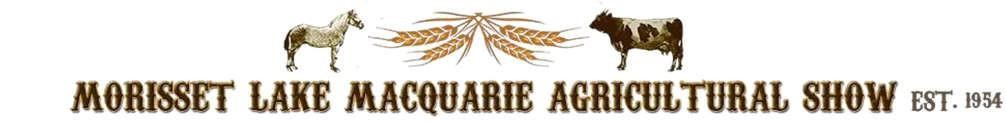 MORISSET LAKE MACQUARIE AGRICULTURAL SHOW EST. 1954